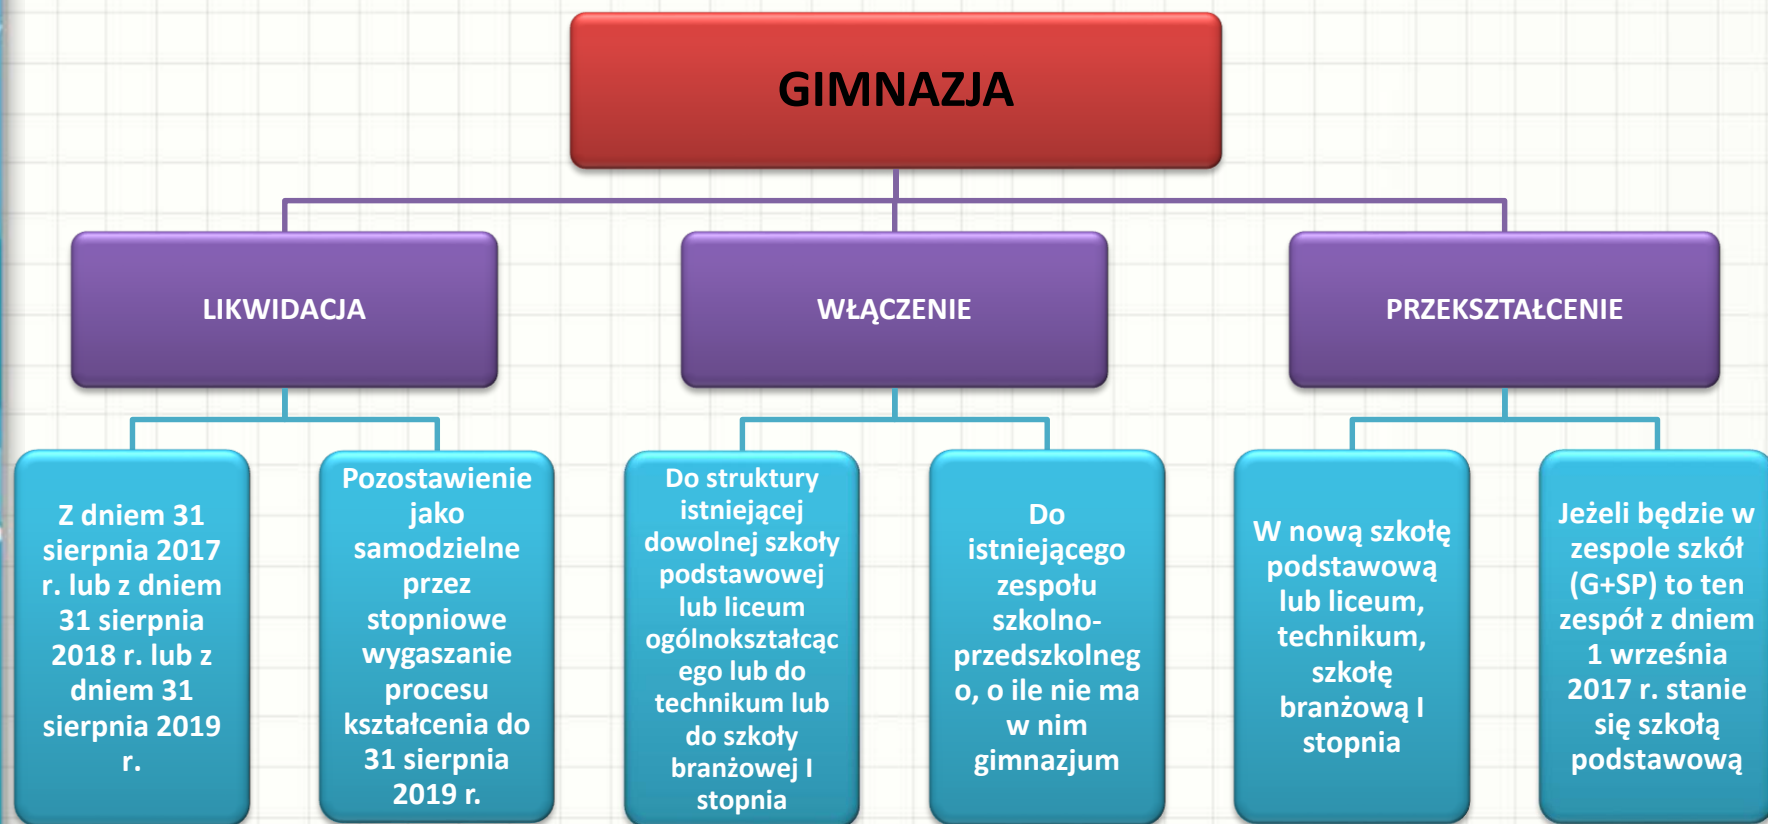 GIMNAZJA
LIKWIDACJA
WŁĄCZENIE
PRZEKSZTAŁCENIE
Z dniem 31
sierpnia 2017
r. lub z dniem
31 sierpnia
2018 r. lub z
dniem 31
sierpnia 2019
r.
Pozostawienie
jako
samodzielne
przez
stopniowe
wygaszanie
procesu
kształcenia do
31 sierpnia
2019 r.
Do struktury
istniejącej
dowolnej szkoły
podstawowej
lub liceum
ogólnokształcąc
ego lub do
technikum lub
do szkoły
branżowej I
stopnia
Do
istniejącego
zespołu
szkolno-
przedszkolneg
o, o ile nie ma
w nim
gimnazjum
W nową szkołę
podstawową
lub liceum,
technikum,
szkołę
branżową I
stopnia
Jeżeli będzie w
zespole szkół
(G+SP) to ten
zespół z dniem
1 września
2017 r. stanie
się szkołą
podstawową